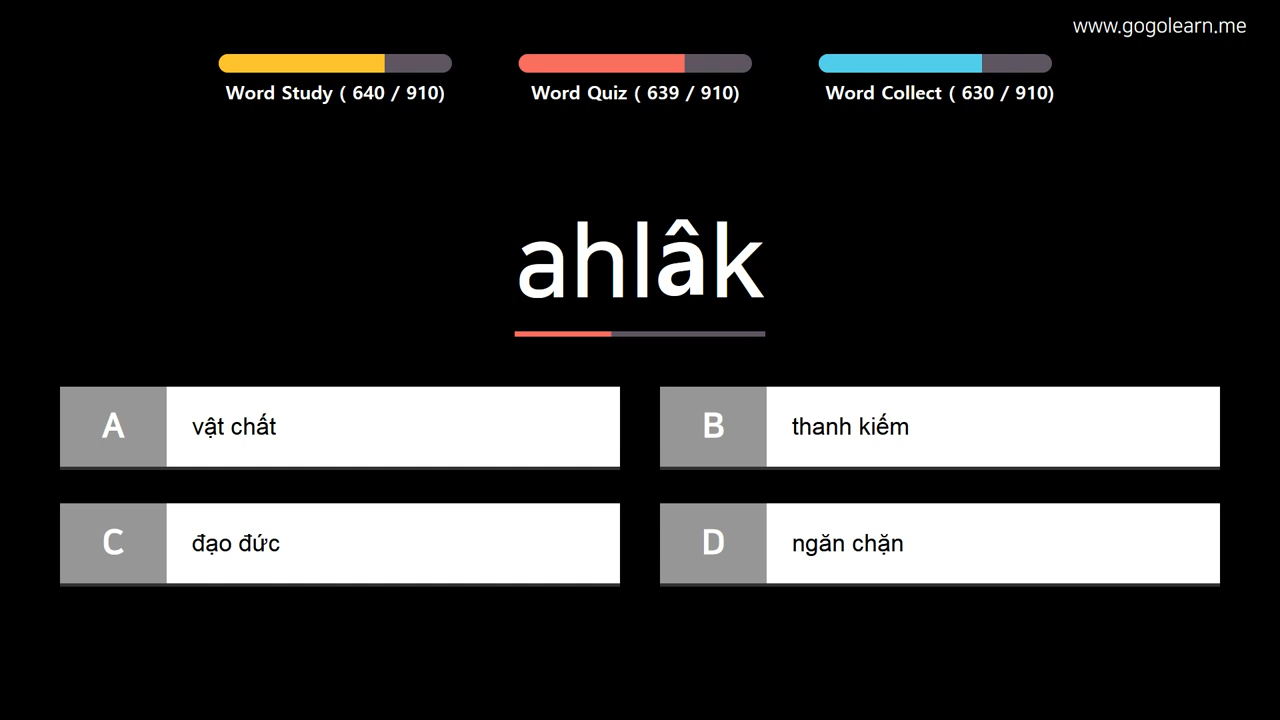 www.gogolearn.me
Word Study ( 640 / 910)
Word Quiz ( 639 / 910)
Word Collect ( 630 / 910)
ahlâk
A
vật chất
B
thanh kiếm
C
đạo đức
D
ngăn chặn